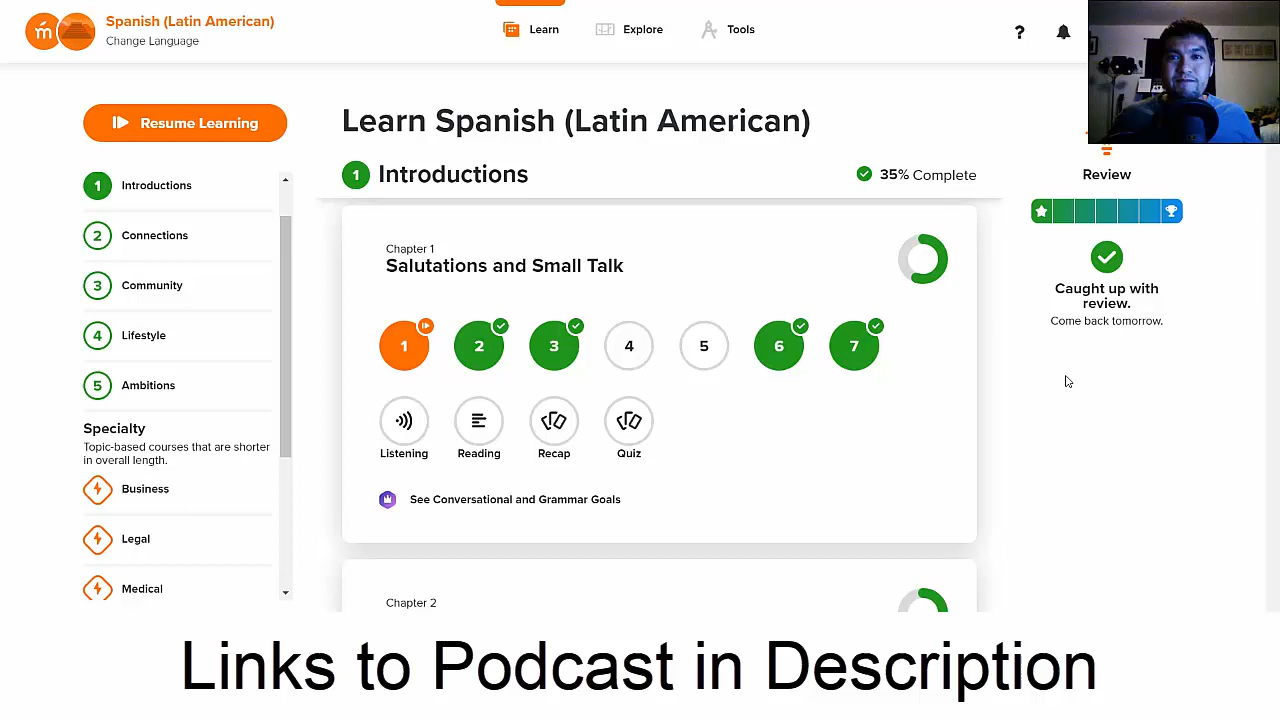 m
Spanish (Latin American)
Change Language
Learn
Explore
Tools
?
Resume Learning
1 Introductions
2 Connections
3 Community
4 Lifestyle
5 Ambitions
Specialty
Topic-based courses that are shorter
in overall length.
Business
Legal
Medical
Learn Spanish (Latin American)
1 Introductions
35% Complete
Chapter 1
Salutations and Small Talk
1 2 3 4 5 6 7
Listening Reading Recap Quiz
See Conversational and Grammar Goals
Chapter 2
Review
Caught up with
review.
Come back tomorrow.
Links to Podcast in Description